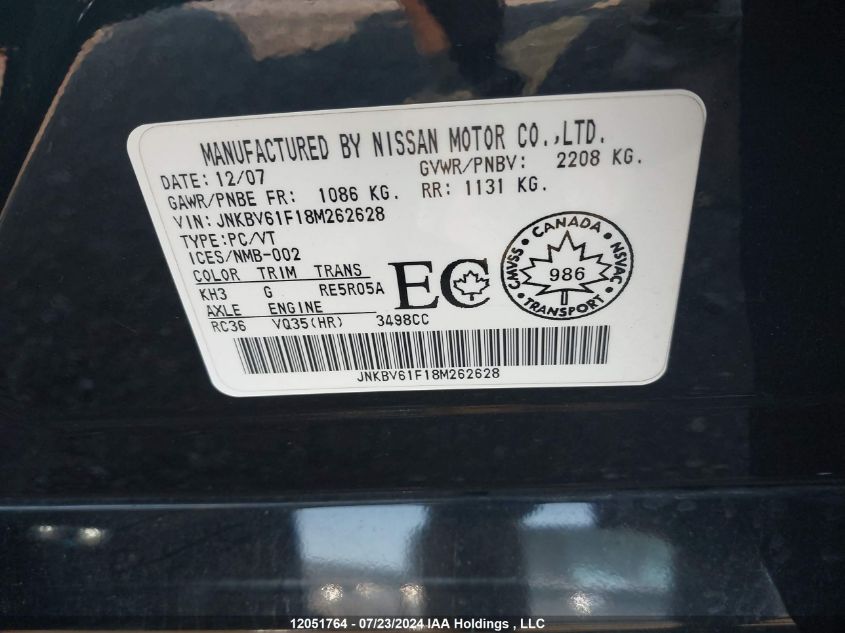 MANUFACTURED BY NISSAN MOTOR CO.,LTD.
DATE: 12/07 GVWR/PNBV: 2208 KG.
GAWR/PNBE FR: 1086 KG. RR: 1131 KG.
VIN: JNKBV61F18M262628
TYPE:PC/VT
ICES/NMB-002
COLOR TRIM TRANS
KH3 G RE5R05A
AXLE ENGINE
RC36 VQ35(HR) 3498CC
EC
CANADA
CMVSS 986 NSVAC
TRANSPORT
JNKBV61F18M262628
12051764 - 07/23/2024 IAA Holdings , LLC